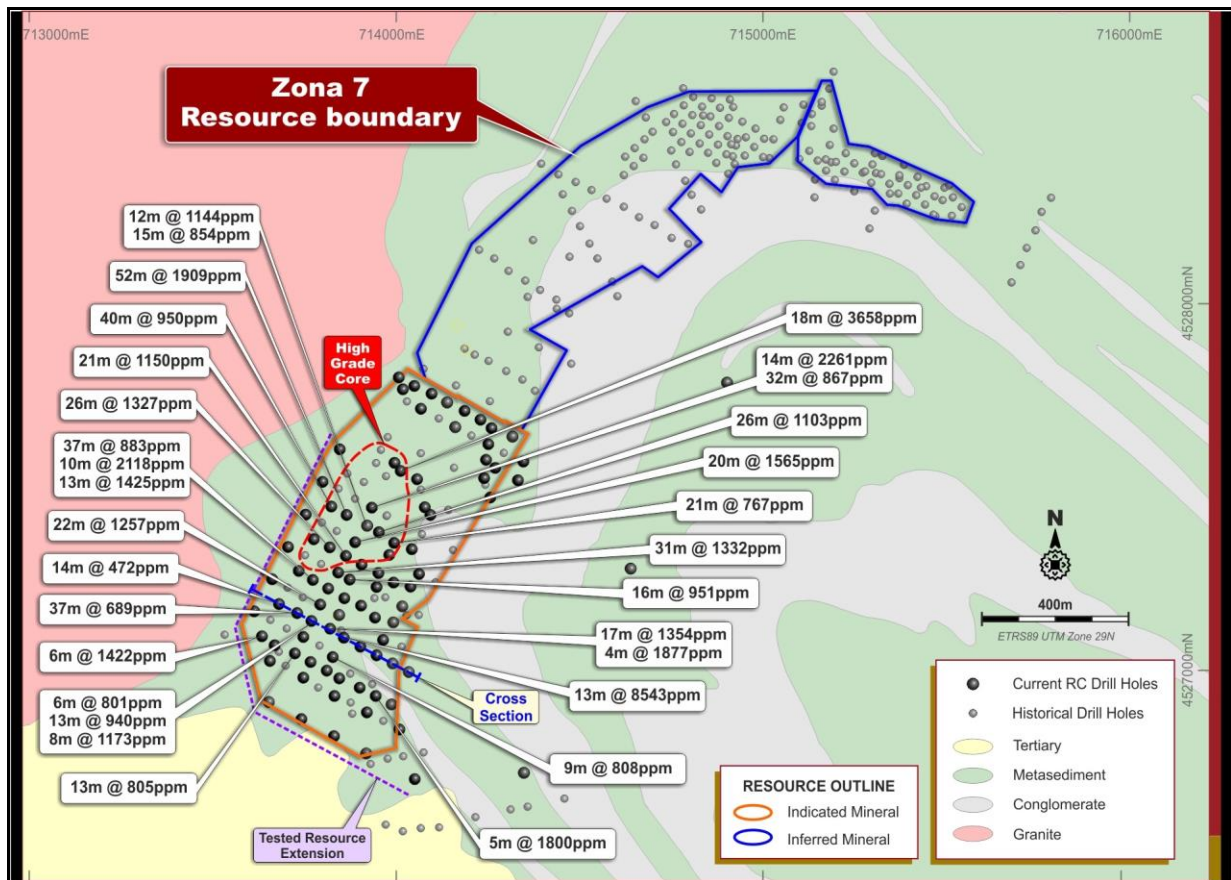 713000mE
714000mE
715000mE
716000mE
Zona 7
Resource boundary
12m @ 1144ppm
15m @ 854ppm
52m @ 1909ppm
40m @ 950ppm
21m @ 1150ppm
26m @ 1327ppm
37m @ 883ppm
10m @ 2118ppm
13m @ 1425ppm
22m @ 1257ppm
14m @ 472ppm
37m @ 689ppm
6m @ 1422ppm
6m @ 801ppm
13m @ 940ppm
8m @ 1173ppm
13m @ 805ppm
High
Grade
Core
18m @ 3658ppm
14m @ 2261ppm
32m @ 867ppm
26m @ 1103ppm
20m @ 1565ppm
21m @ 767ppm
31m @ 1332ppm
16m @ 951ppm
17m @ 1354ppm
4m @ 1877ppm
13m @ 8543ppm
9m @ 808ppm
5m @ 1800ppm
Cross
Section
Tested Resource
Extension
4528000mN
4527000mN
N
400m
ETRS89 UTM Zone 29N
RESOURCE OUTLINE
Indicated Mineral
Inferred Mineral
Current RC Drill Holes
Historical Drill Holes
Tertiary
Metasediment
Conglomerate
Granite